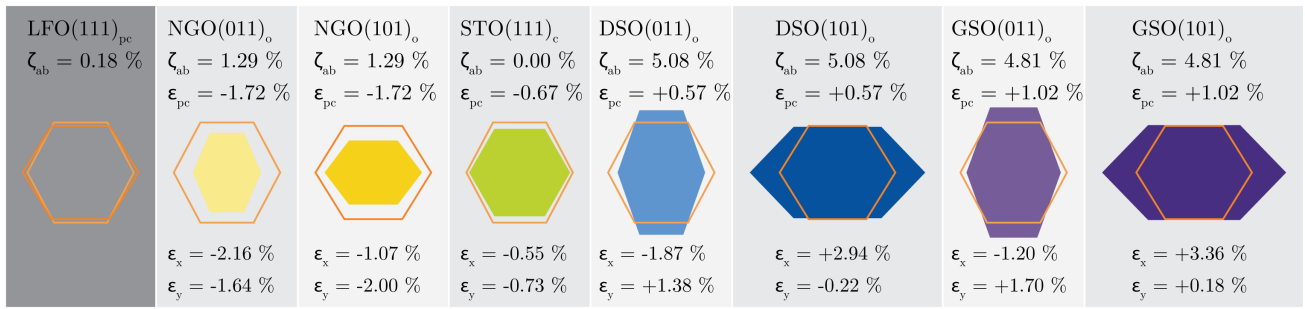 LFO(111)pc
ζab = 0.18 %
NGO(011)o
ζab = 1.29 %
εpc = -1.72 %
εx = -2.16 %
εy = -1.64 %
NGO(101)o
ζab = 1.29 %
εpc = -1.72 %
εx = -1.07 %
εy = -2.00 %
STO(111)c
ζab = 0.00 %
εpc = -0.67 %
εx = -0.55 %
εy = -0.73 %
DSO(011)o
ζab = 5.08 %
εpc = +0.57 %
εx = -1.87 %
εy = +1.38 %
DSO(101)o
ζab = 5.08 %
εpc = +0.57 %
εx = +2.94 %
εy = -0.22 %
GSO(011)o
ζab = 4.81 %
εpc = +1.02 %
εx = -1.20 %
εy = +1.70 %
GSO(101)o
ζab = 4.81 %
εpc = +1.02 %
εx = +3.36 %
εy = +0.18 %